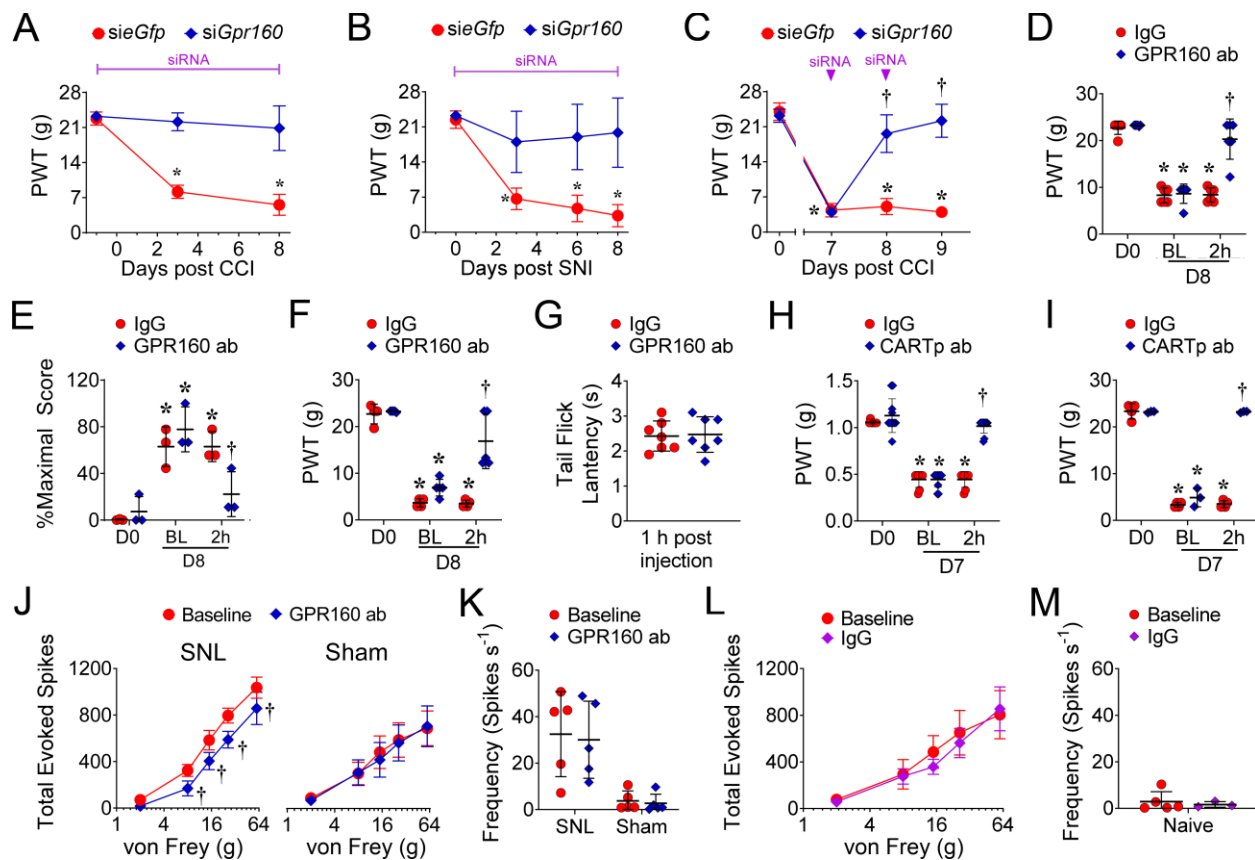 A
sieGfp siGpr160
siRNA
PWT (g)
28
21
14
7
0
0 2 4 6 8
Days post CCI
*
*
B
sieGfp siGpr160
siRNA
PWT (g)
28
21
14
7
0
0 2 4 6 8
Days post SNI
*
*
*
C
sieGfp siGpr160
siRNA siRNA
PWT (g)
28
21
14
7
0
0 7 8 9
Days post CCI
† †
* * *
D
IgG
GPR160 ab
PWT (g)
30
20
10
0
†
* * *
D0 BL 2h
D8
E
IgG
GPR160 ab
%Maximal Score
120
80
40
0
* * * †
D0 BL 2h
D8
F
IgG
GPR160 ab
PWT (g)
30
20
10
0
†
* * *
D0 BL 2h
D8
G
IgG
GPR160 ab
Tail Flick
Lantency (s)
4
3
2
1
0
1 h post
injection
H
IgG
CARTp ab
PWT (g)
1.5
1.0
0.5
0.0
†
* * *
D0 BL 2h
D7
I
IgG
CARTp ab
PWT (g)
30
20
10
0
†
* * *
D0 BL 2h
D7
J
Baseline GPR160 ab
SNL Sham
Total Evoked Spikes
1200
800
400
0
† † † †
1 4 16 64
1 4 16 64
von Frey (g) von Frey (g)
K
Baseline
GPR160 ab
Frequency (Spikes s-1)
60
40
20
0
SNL Sham
L
Baseline
IgG
Total Evoked Spikes
1200
800
400
0
1 4 16 64
von Frey (g)
M
Baseline
IgG
Frequency (Spikes s-1)
60
40
20
0
Naive